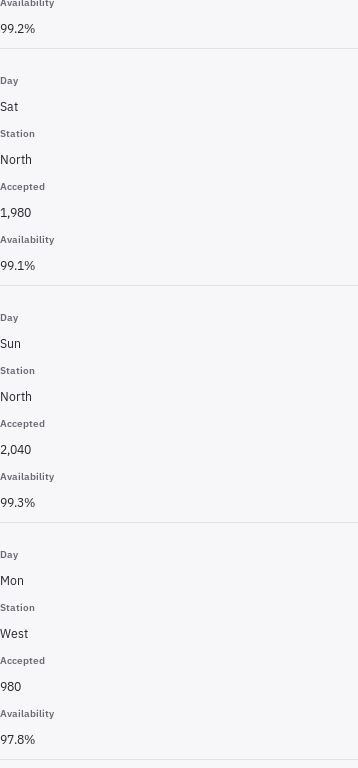 Availability
99.2%
Day
Sat
Station
North
Accepted
1,980
Availability
99.1%
Day
Sun
Station
North
Accepted
2,040
Availability
99.3%
Day
Mon
Station
West
Accepted
980
Availability
97.8%